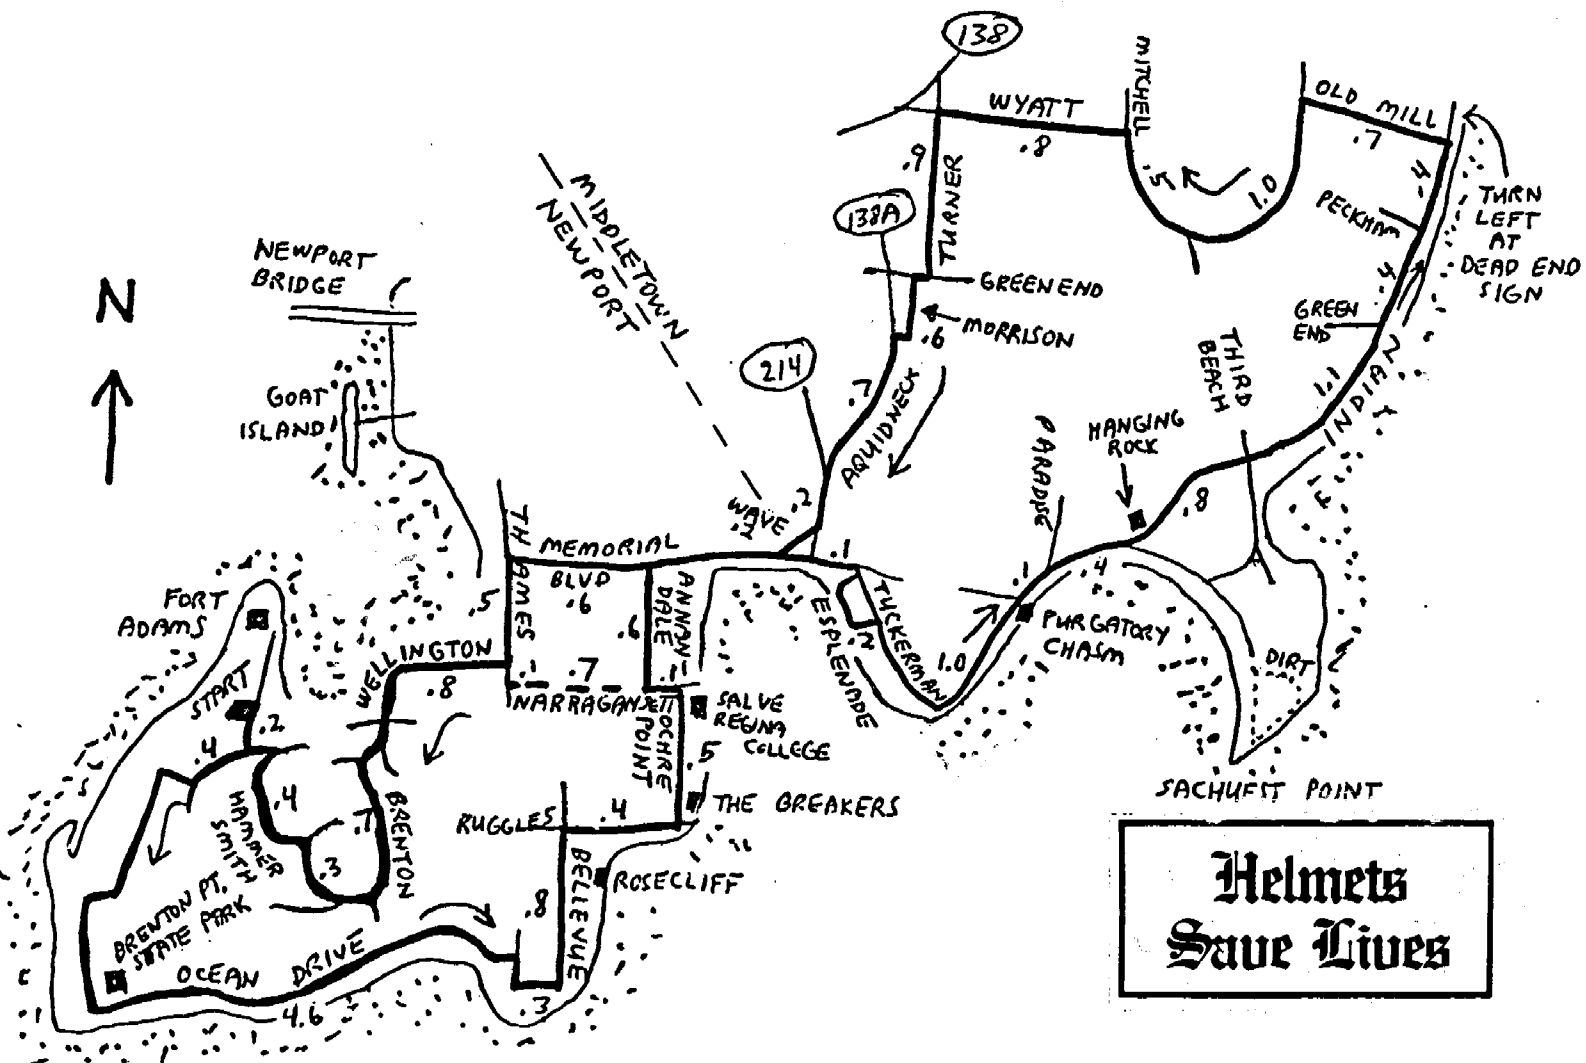 138
WYATT
.8
MITCHELL
OLD MILL
.7
.9
TURNER
.5
1.0
.4
PECKHAM
TURN
LEFT
AT
DEAD END
SIGN
138A
MIDDLETOWN
NEWPORT
NEWPORT
BRIDGE
N
GREEN END
MORRISON
.6
.4
GREEN
END
214
THIRD
BEACH
GOAT
ISLAND
.7
AQUIDNECK
1.1
INDIAN
PARADISE
HANGING
ROCK
.8
WAVE
.2
.2
THAMES
MEMORIAL
BLVD
.6
.1
.1
.4
FORT
ADAMS
.5
.6
ANNANDALE
ESPLENADE
.2
TUCKERMAN
1.0
PURGATORY
CHASM
WELLINGTON
.8
.1
.7
.1
NARRAGANSETT
DIRT
START
.2
.4
OCHRE
POINT
SALVE
REGINA
COLLEGE
.5
SACHUEST POINT
HAMMER
SMITH
.4
.7
BRENTON
.3
RUGGLES
.4
THE BREAKERS
BELLEVUE
ROSECLIFF
.8
BRENTON PT.
STATE PARK
OCEAN DRIVE
4.6
.3
Helmets
Save Lives